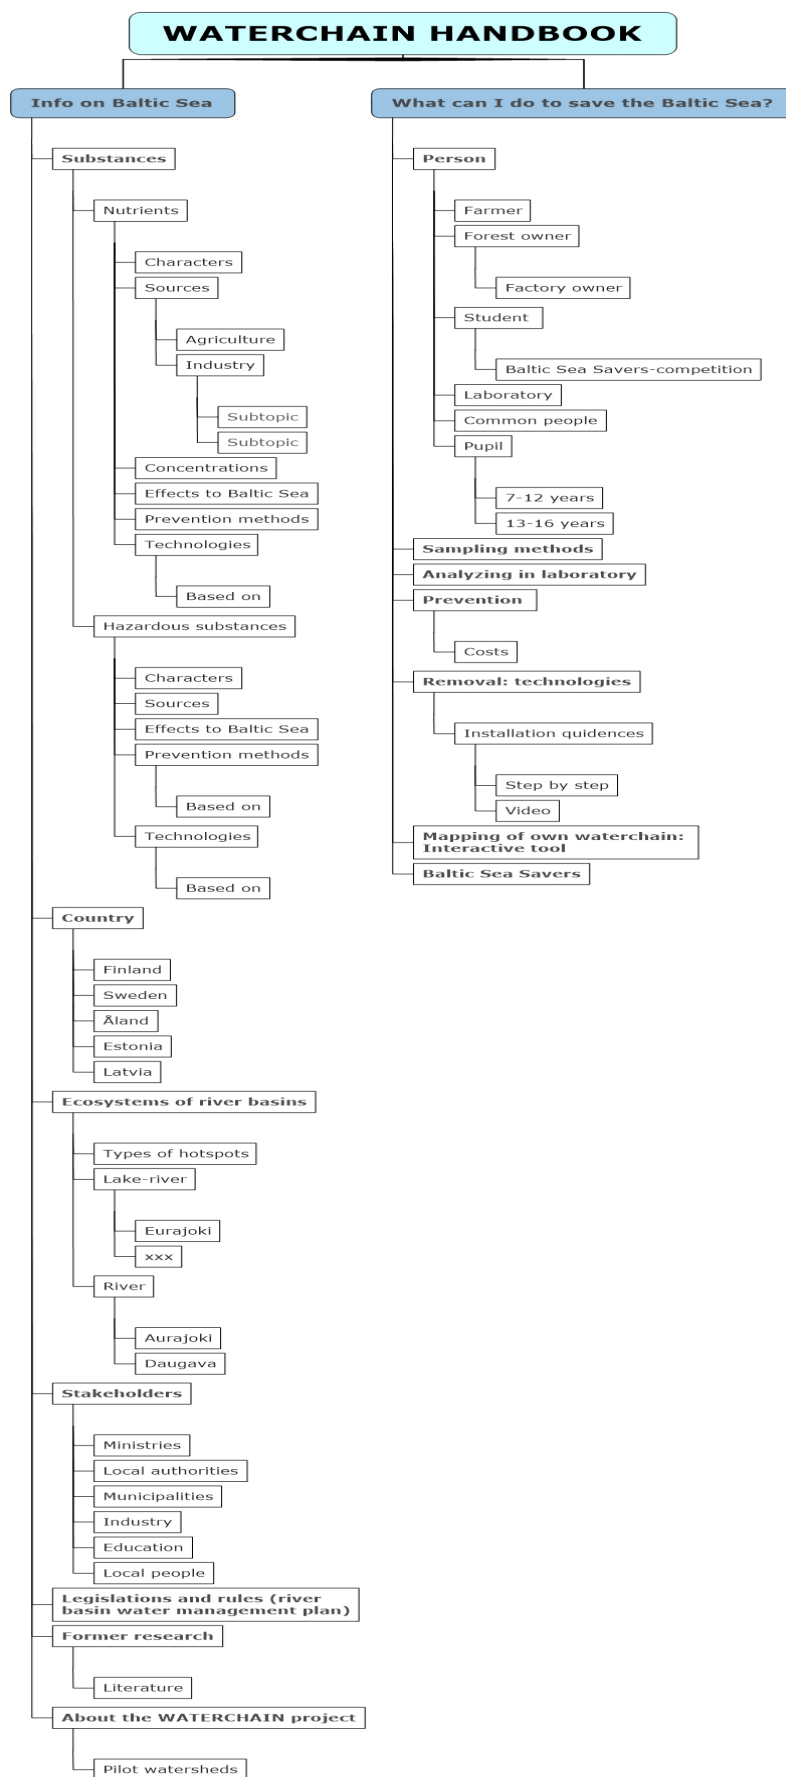 WATERCHAIN HANDBOOK
Info on Baltic Sea
Substances
Nutrients
Characters
Sources
Agriculture
Industry
Subtopic
Subtopic
Concentrations
Effects to Baltic Sea
Prevention methods
Technologies
Based on
Hazardous substances
Characters
Sources
Effects to Baltic Sea
Prevention methods
Based on
Technologies
Based on
Country
Finland
Sweden
Åland
Estonia
Latvia
Ecosystems of river basins
Types of hotspots
Lake-river
Eurajoki
xxx
River
Aurajoki
Daugava
Stakeholders
Ministries
Local authorities
Municipalities
Industry
Education
Local people
Legislations and rules (river
basin water management plan)
Former research
Literature
About the WATERCHAIN project
Pilot watersheds
What can I do to save the Baltic Sea?
Person
Farmer
Forest owner
Factory owner
Student
Baltic Sea Savers-competition
Laboratory
Common people
Pupil
7-12 years
13-16 years
Sampling methods
Analyzing in laboratory
Prevention
Costs
Removal: technologies
Installation quidences
Step by step
Video
Mapping of own waterchain:
Interactive tool
Baltic Sea Savers